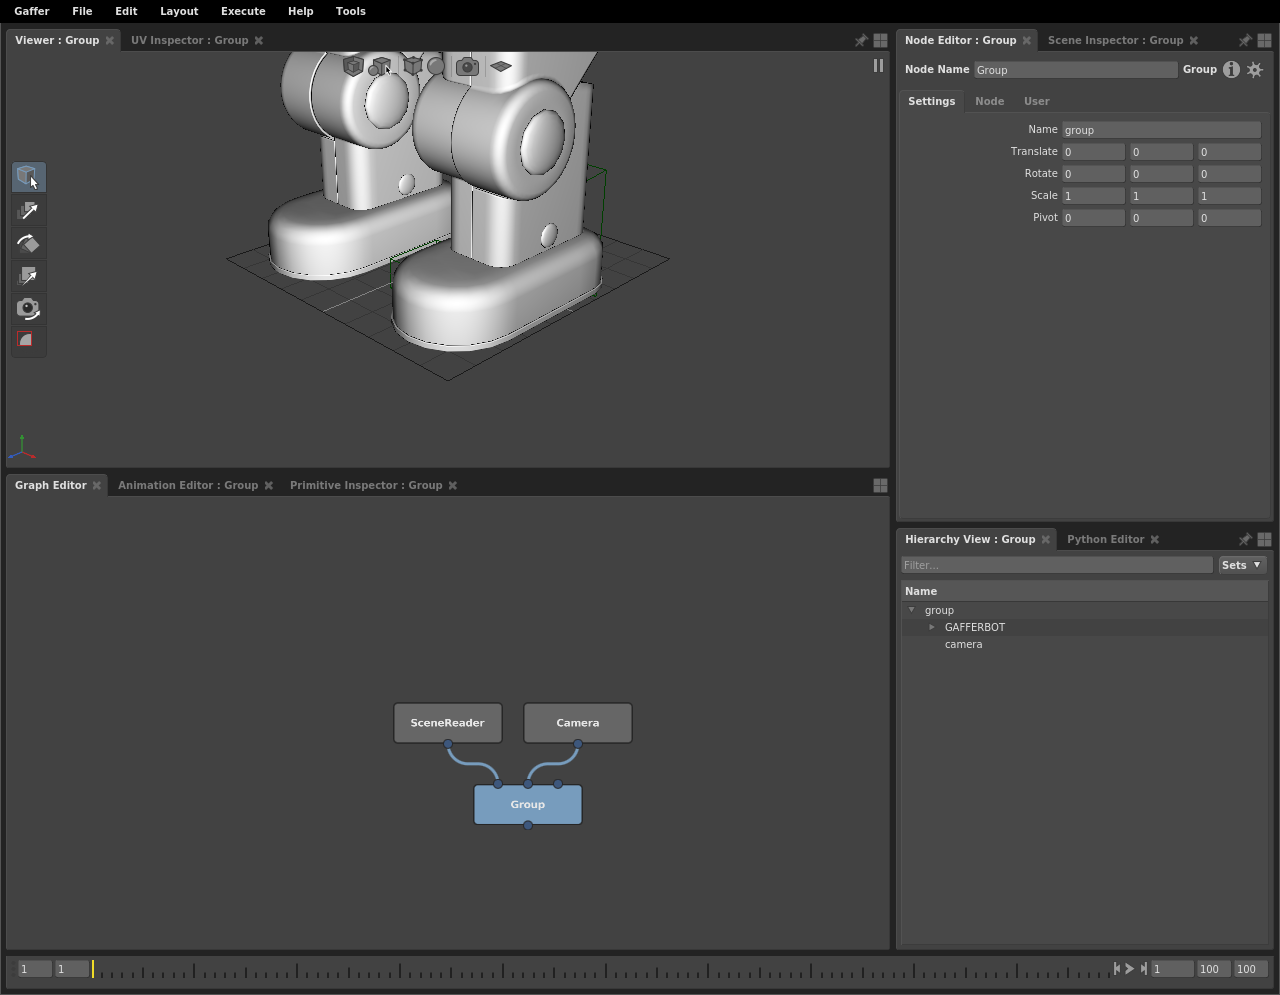 Gaffer File Edit Layout Execute Help Tools
Viewer : Group UV Inspector : Group
Node Editor : Group Scene Inspector : Group
Node Name Group Group
Settings Node User
Name group
Translate 0 0 0
Rotate 0 0 0
Scale 1 1 1
Pivot 0 0 0
Graph Editor Animation Editor : Group Primitive Inspector : Group
SceneReader Camera
Group
Hierarchy View : Group Python Editor
Filter... Sets
Name
group
GAFFERBOT
camera
1 1 1 100 100